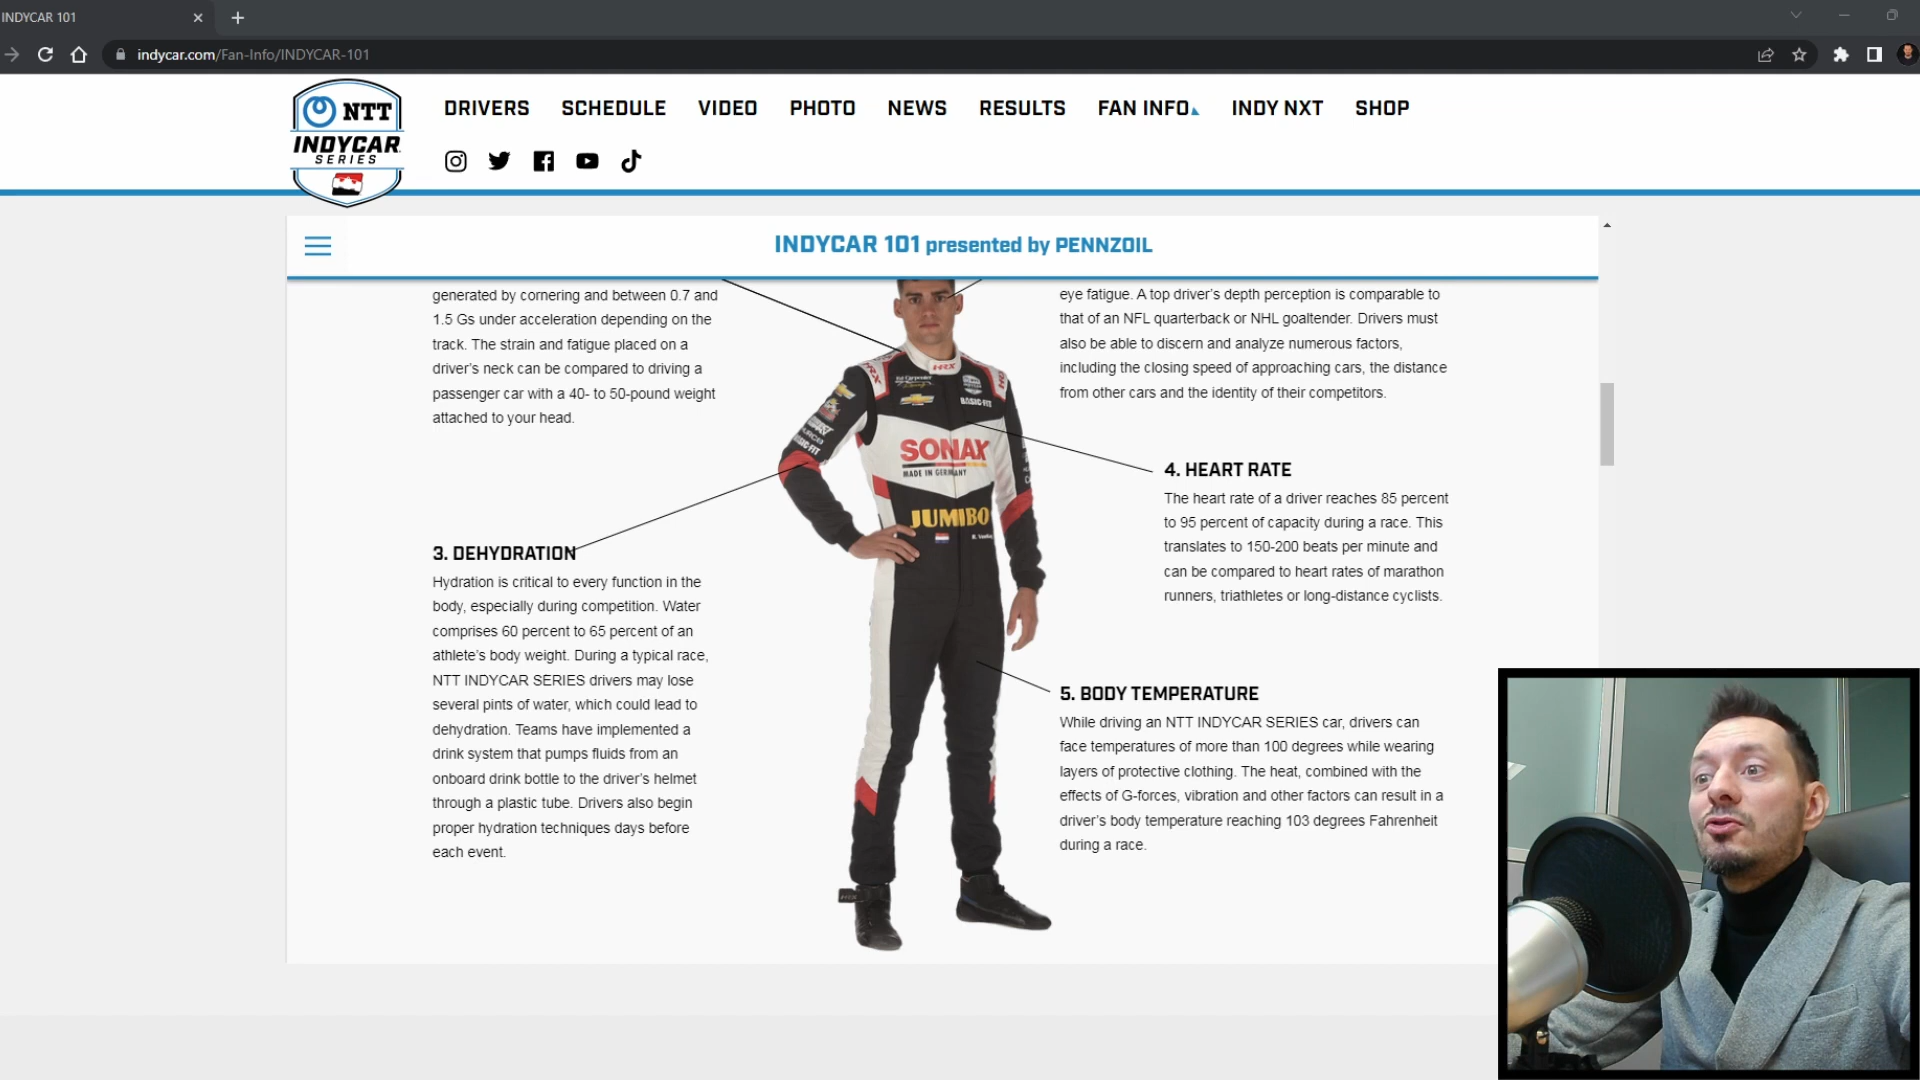 INDYCAR 101
indycar.com/Fan-Info/INDYCAR-101
NTT
INDYCAR
SERIES
DRIVERS SCHEDULE VIDEO PHOTO NEWS RESULTS FAN INFO INDY NXT SHOP
INDYCAR 101 presented by PENNZOIL
generated by cornering and between 0.7 and
1.5 Gs under acceleration depending on the
track. The strain and fatigue placed on a
driver's neck can be compared to driving a
passenger car with a 40- to 50-pound weight
attached to your head.
eye fatigue. A top driver's depth perception is comparable to
that of an NFL quarterback or NHL goaltender. Drivers must
also be able to discern and analyze numerous factors,
including the closing speed of approaching cars, the distance
from other cars and the identity of their competitors.
HRX
BASIC-FIT
SONAX
MADE IN GERMANY
JUMBO
3. DEHYDRATION
Hydration is critical to every function in the
body, especially during competition. Water
comprises 60 percent to 65 percent of an
athlete's body weight. During a typical race,
NTT INDYCAR SERIES drivers may lose
several pints of water, which could lead to
dehydration. Teams have implemented a
drink system that pumps fluids from an
onboard drink bottle to the driver's helmet
through a plastic tube. Drivers also begin
proper hydration techniques days before
each event.
4. HEART RATE
The heart rate of a driver reaches 85 percent
to 95 percent of capacity during a race. This
translates to 150-200 beats per minute and
can be compared to heart rates of marathon
runners, triathletes or long-distance cyclists.
5. BODY TEMPERATURE
While driving an NTT INDYCAR SERIES car, drivers can
face temperatures of more than 100 degrees while wearing
layers of protective clothing. The heat, combined with the
effects of G-forces, vibration and other factors can result in a
driver's body temperature reaching 103 degrees Fahrenheit
during a race.